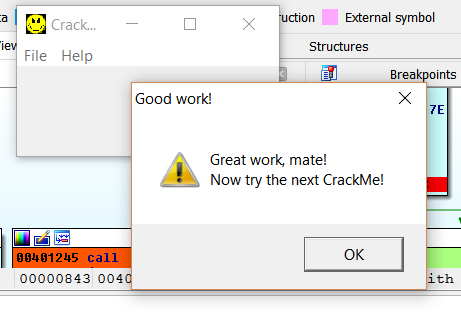 ta
ruction
External symbol
Crack...
View
Structures
File Help
Breakpoints
Good work!
7E
Great work, mate!
Now try the next CrackMe!
OK
00401245 call
00000843 0040
ith